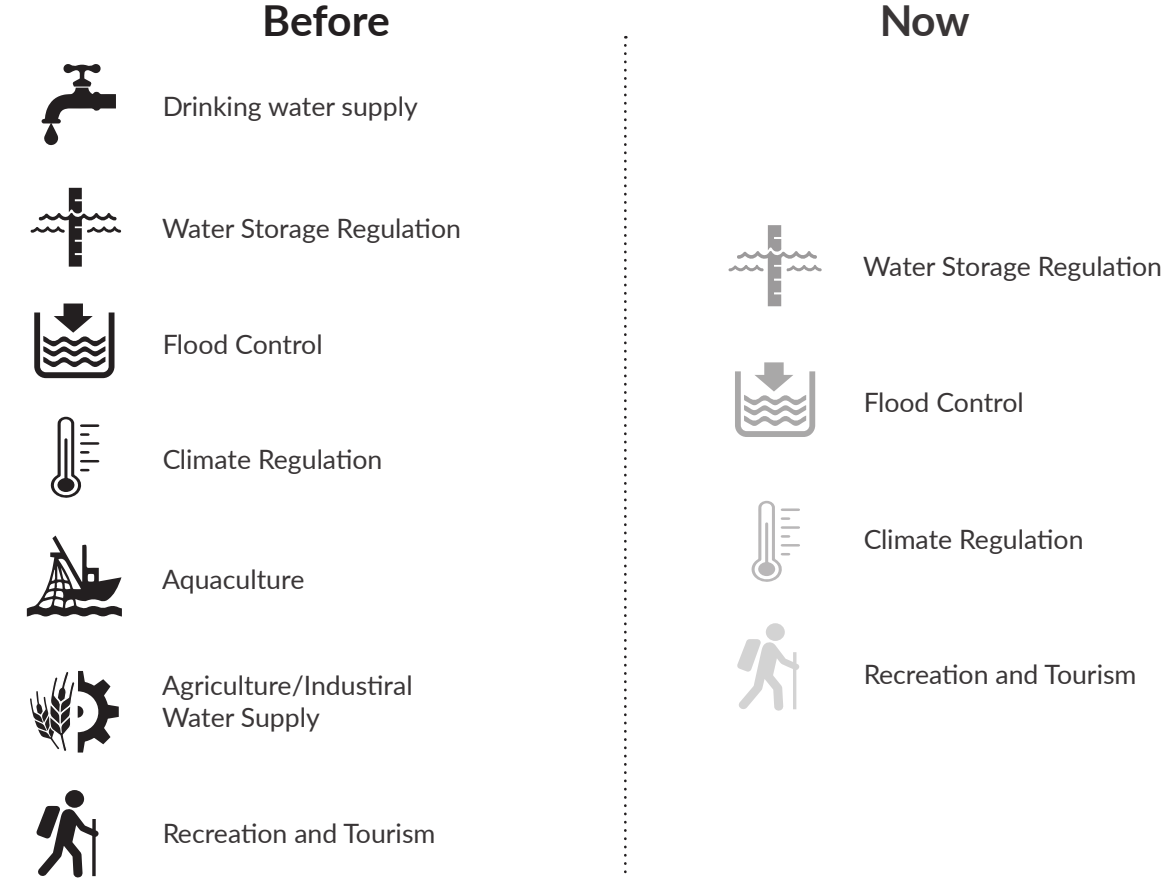 Before
Drinking water supply
Water Storage Regulation
Flood Control
Climate Regulation
Aquaculture
Agriculture/Industiral
Water Supply
Recreation and Tourism
Now
Water Storage Regulation
Flood Control
Climate Regulation
Recreation and Tourism